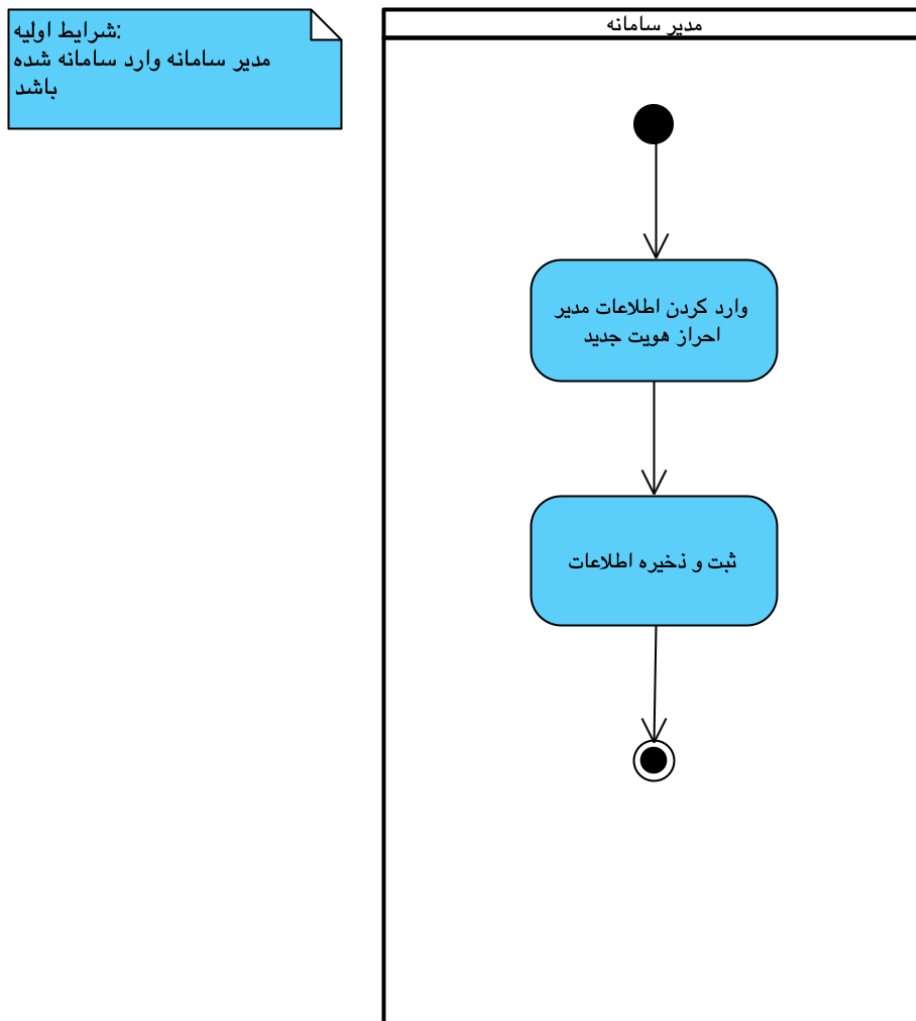 شرایط اولیه:
مدیر سامانه وارد سامانه شده
باشد
مدیر سامانه
وارد کردن اطلاعات مدیر
احراز هویت جدید
ثبت و ذخیره اطلاعات